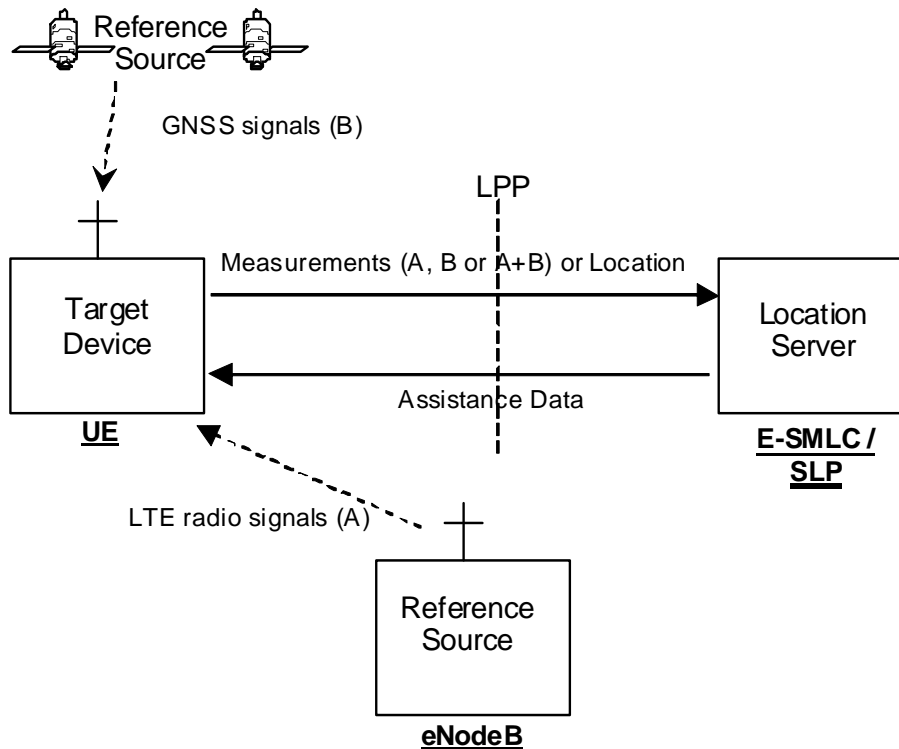 Reference
Source
GNSS signals (B)
LPP
Measurements (A, B or A+B) or Location
Target
Device
Location
Server
Assistance Data
UE
E-SMLC /
SLP
LTE radio signals (A)
Reference
Source
eNodeB